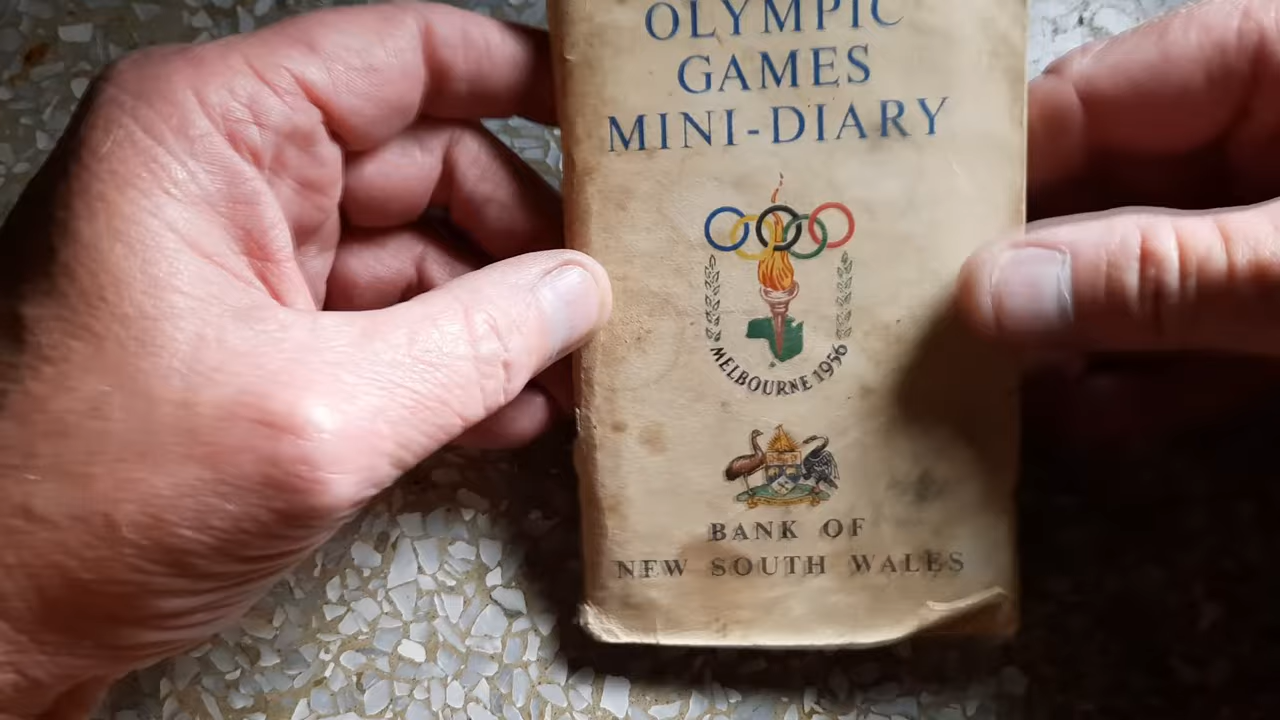 OLYMPIC
GAMES
MINI-DIARY
MELBOURNE 1956
BANK OF
NEW SOUTH WALES